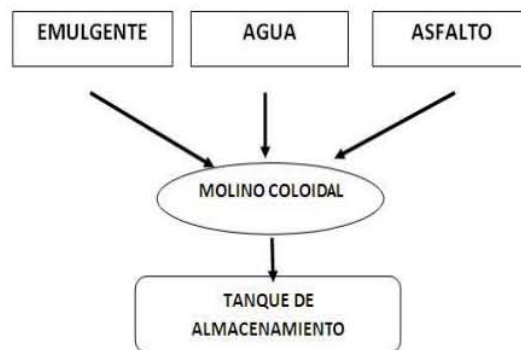 EMULGENTE
AGUA
ASFALTO
MOLINO COLOIDAL
TANQUE DE
ALMACENAMIENTO